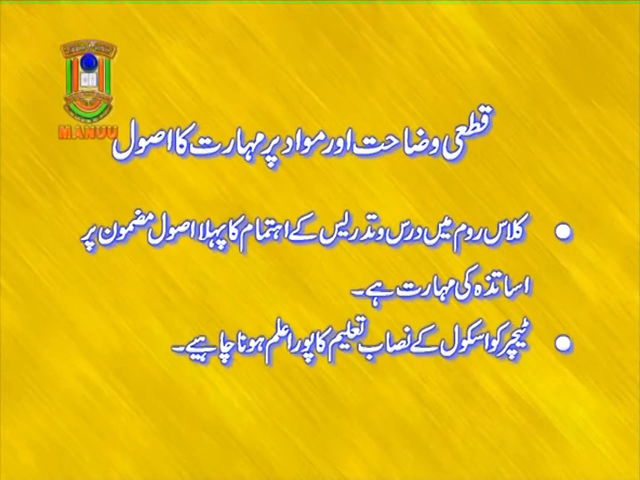 MANUU
قطعی وضاحت اور مواد پر مہارت کا اصول
کلاس روم میں درس و تدریس کے اہتمام کا پہلا اصول مضمون پر
اساتذہ کی مہارت ہے۔
ٹیچر کو اسکول کے نصاب تعلیم کا پورا علم ہونا چاہیے۔